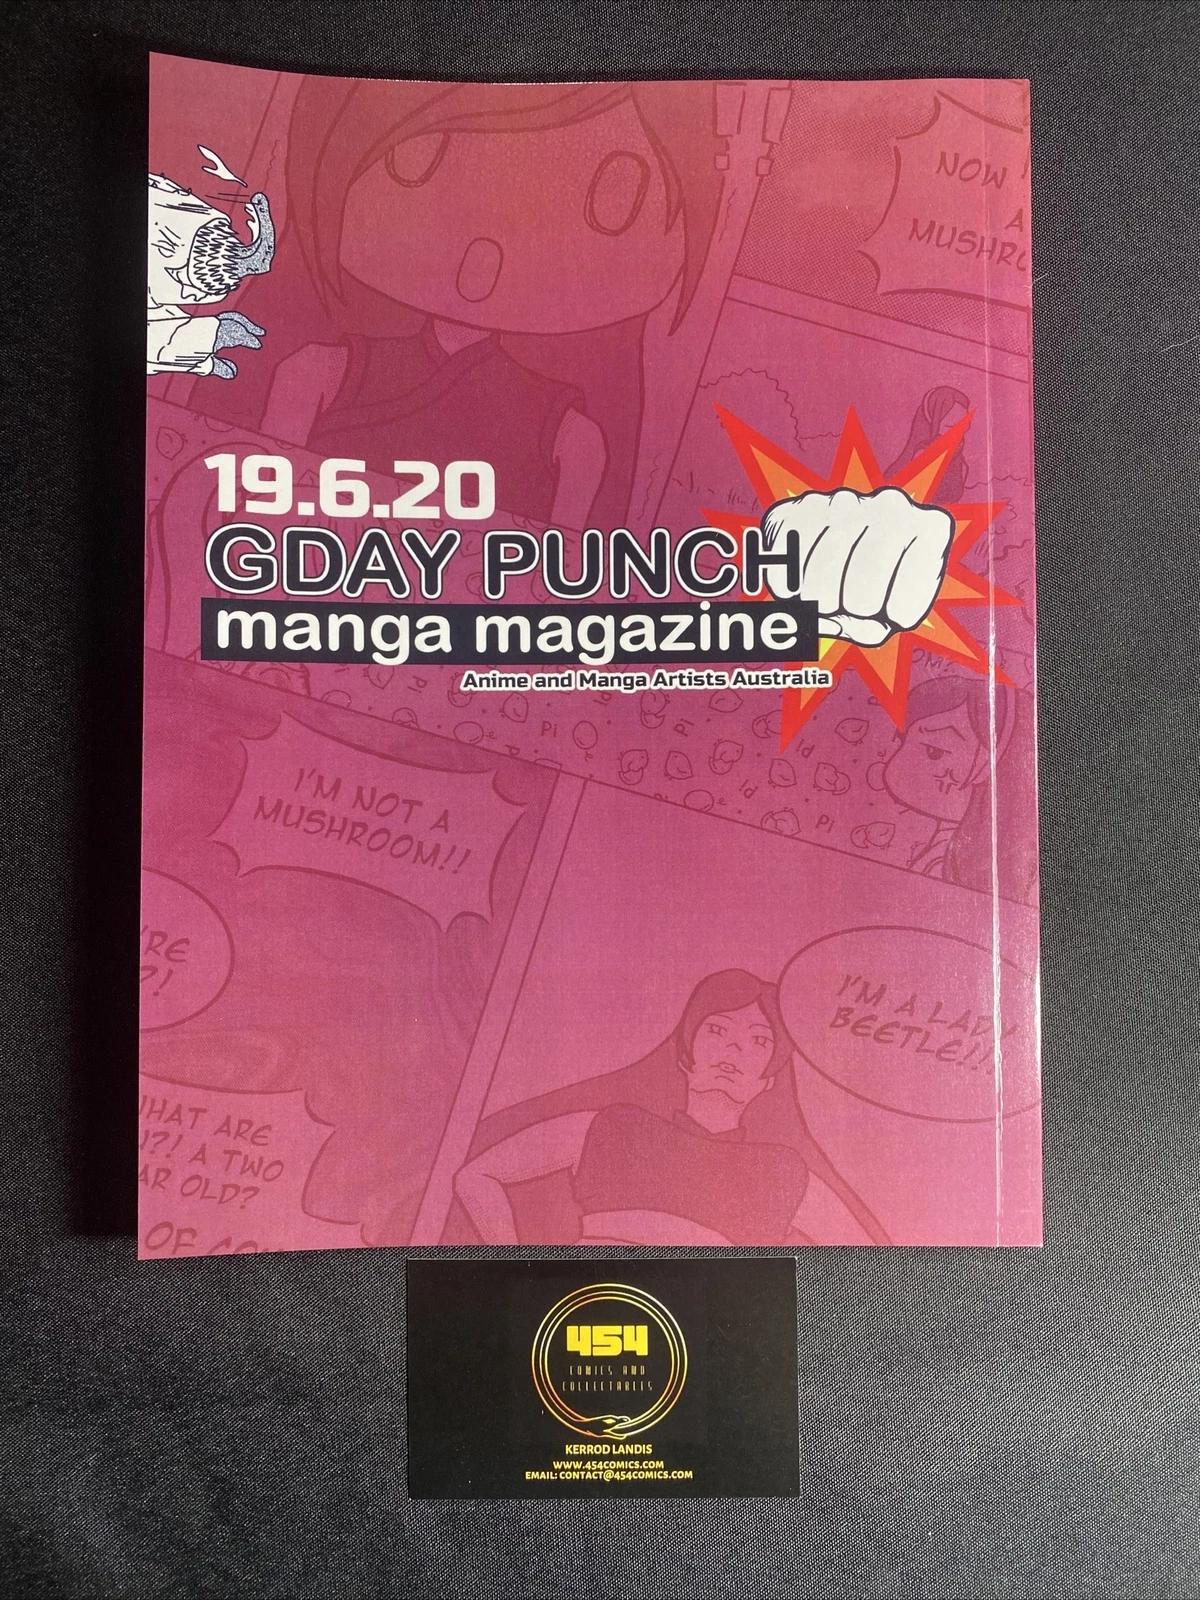 NOW
A
19.6.20
GDAY PUNCH
manga magazine
Anime and Manga Artists Australia
Pi
Pi
Pi
I'M NOT A
MUSHROOM!!
I'M A LADY
BEETLE!!!
WHAT ARE
A TWO
OLD?
OF
454
COMICS AND
COLLECTABLES
KERROD LANDIS
WWW.454COMICS.COM
EMAIL: CONTACT@454COMICS.COM